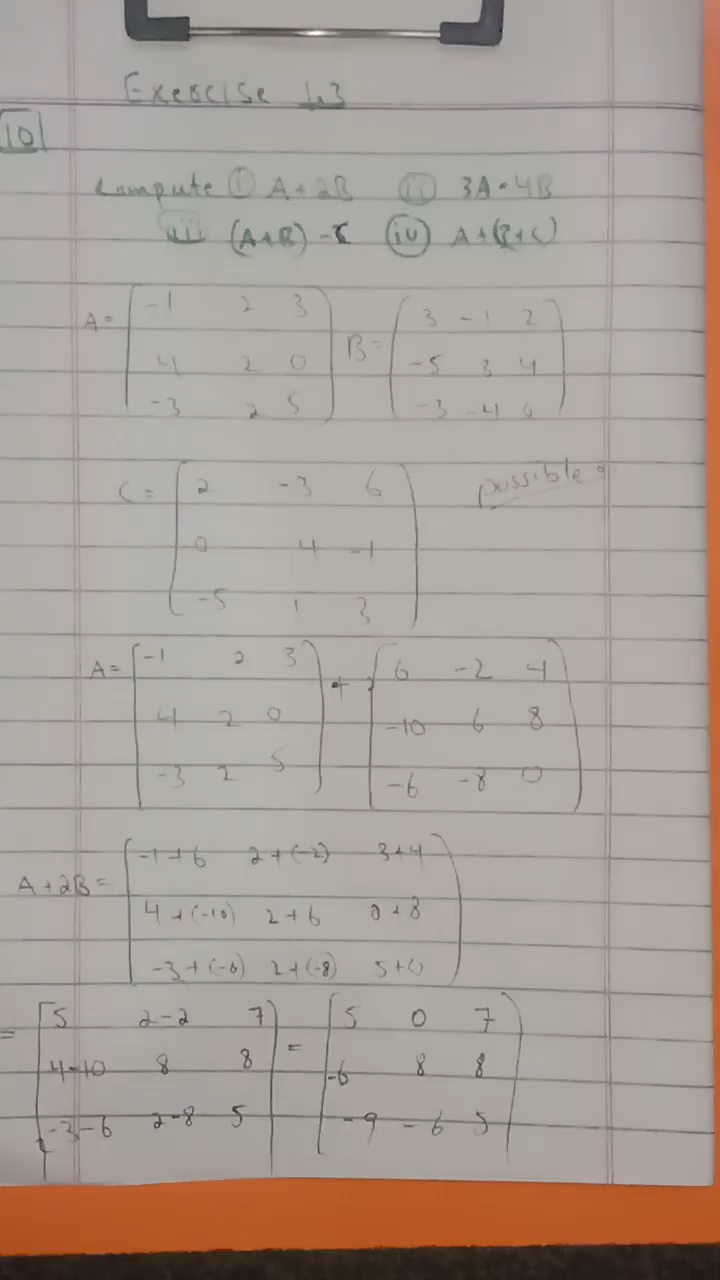 Exercise 1.3
10
Compute (i) A+2B (ii) 3A-4B
(iii) (A+B)-C (iv) A+(B+C)
A= [-1 2 3 B= (3 -1 2
4 2 0 -5 3 4
-3 2 5] -3 -4 0)
C= [2 -3 6 possible
0 4 -1
-5 1 3]
A= [-1 2 3 + [6 -2 4
4 2 0 -10 6 8
-3 2 5] -6 -8 0]
A+2B= [-1+6 2+(-2) 3+4
4+(-10) 2+6 0+8
-3+(-6) 2+(-8) 5+0]
= [5 2-2 7 = [5 0 7
4-10 8 8 -6 8 8
-3-6 2-8 5] -9 -6 5]